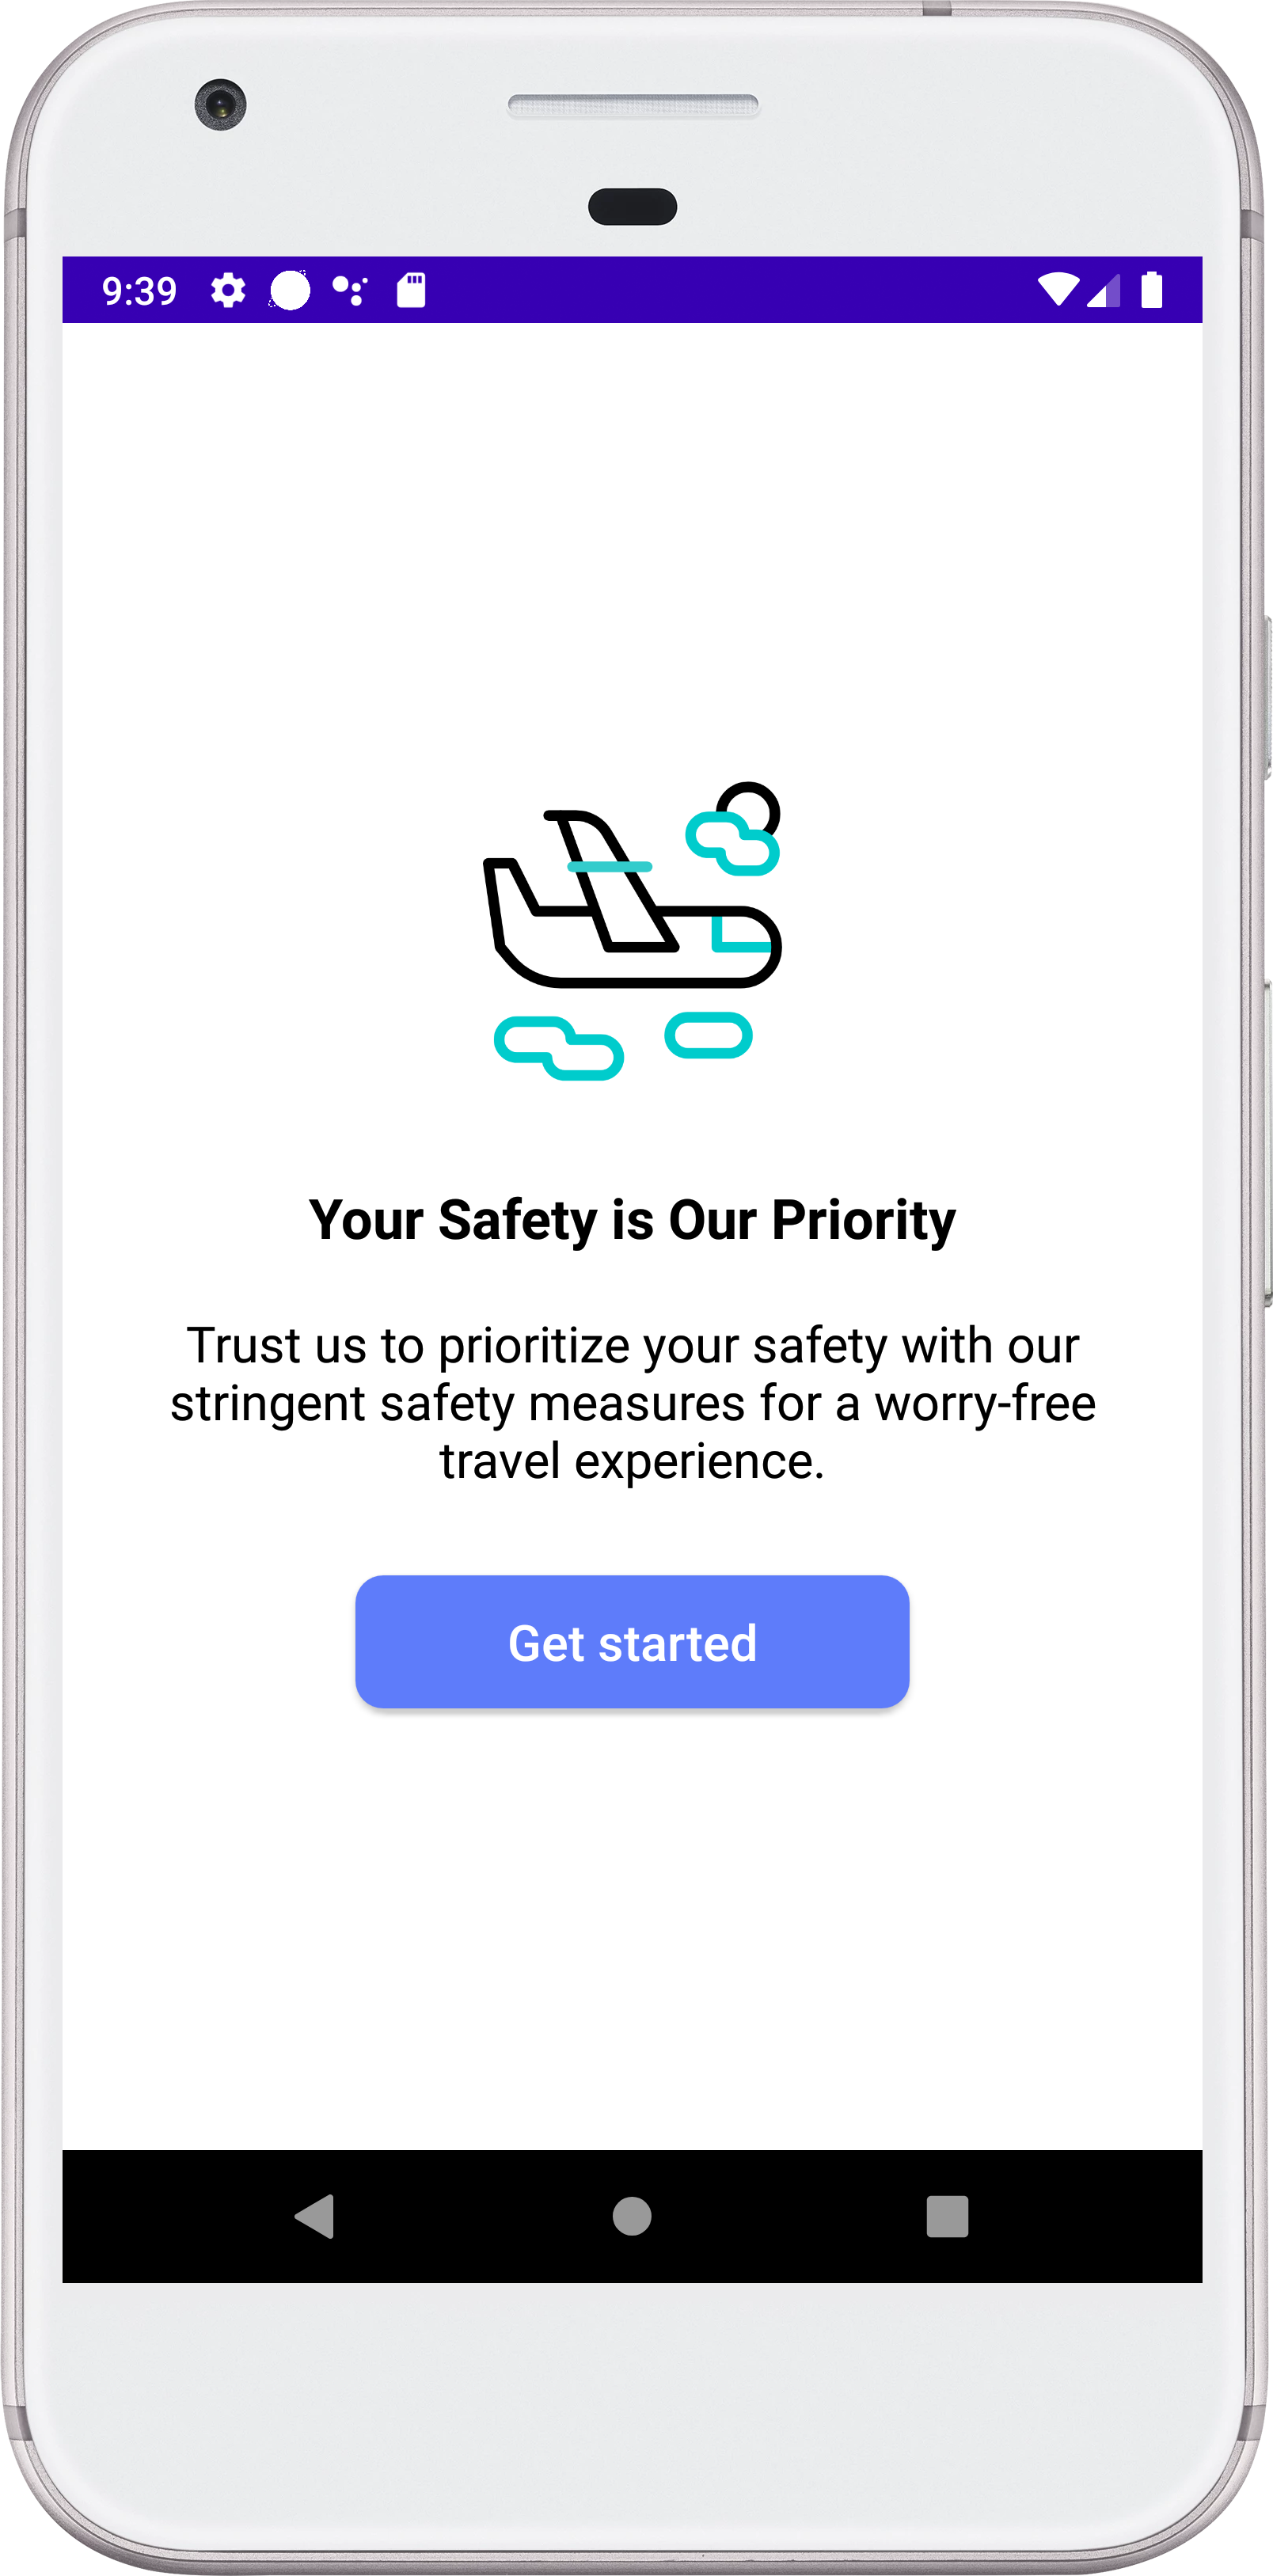 9:39
Your Safety is Our Priority
Trust us to prioritize your safety with our
stringent safety measures for a worry-free
travel experience.
Get started